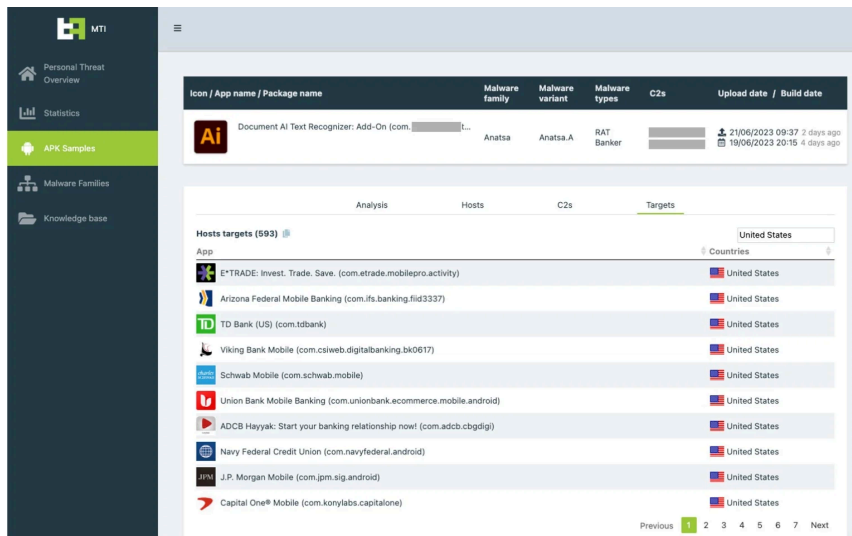 MTI
Personal Threat
Overview
Statistics
APK Samples
Malware Families
Knowledge base
Icon / App name / Package name
Malware
family
Malware
variant
Malware
types
C2s
Upload date / Build date
Ai
Document AI Text Recognizer: Add-On (com. t...
Anatsa
Anatsa.A
RAT
Banker
21/06/2023 09:37 2 days ago
19/06/2023 20:15 4 days ago
Analysis Hosts C2s Targets
Hosts targets (593)
United States
App Countries
E*TRADE: Invest. Trade. Save. (com.etrade.mobilepro.activity) United States
Arizona Federal Mobile Banking (com.ifs.banking.fiid3337) United States
TD Bank (US) (com.tdbank) United States
Viking Bank Mobile (com.csiweb.digitalbanking.bk0617) United States
Schwab Mobile (com.schwab.mobile) United States
Union Bank Mobile Banking (com.unionbank.ecommerce.mobile.android) United States
ADCB Hayyak: Start your banking relationship now! (com.adcb.cbgdigi) United States
Navy Federal Credit Union (com.navyfederal.android) United States
JPM J.P. Morgan Mobile (com.jpm.sig.android) United States
Capital One® Mobile (com.konylabs.capitalone) United States
Previous 1 2 3 4 5 6 7 Next